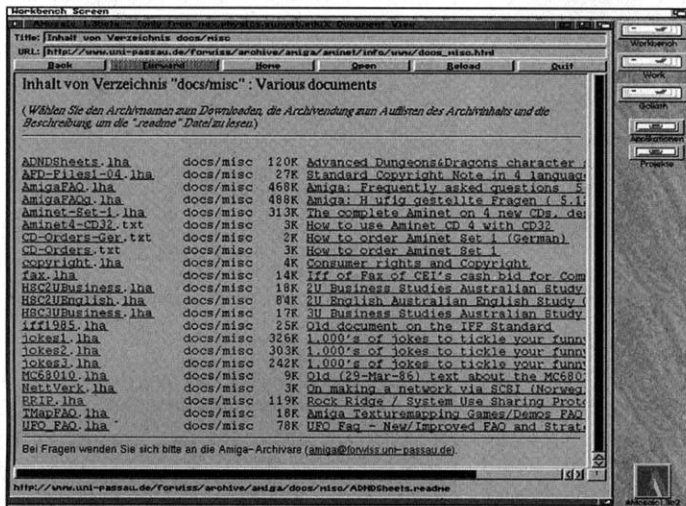 Workbench Screen
AMosaic 1.3beta - Document View
Title: Inhalt von Verzeichnis docs/misc
URL: http://www.uni-passau.de/forwiss/archive/amiga/aminet/info/www/docs_misc.html
Back Forward Home Open Reload Quit
Inhalt von Verzeichnis "docs/misc" : Various documents
(Wählen Sie den Archivnamen zum Downloaden, die Archivendung zum Auflisten des Archivinhalts und die
Beschreibung, um die ".readme" Datei zu lesen.)
ADNDSheets.lha docs/misc 120K Advanced Dungeons&Dragons character s
AFD-Files1-04.lha docs/misc 27K Standard Copyright Note in 4 language
AmigaFAQ.lha docs/misc 468K Amiga: Frequently asked questions 5
AmigaFAQg.lha docs/misc 488K Amiga: H ufig gestellte Fragen ( 5.12
Aminet-Set-1.lha docs/misc 313K The complete Aminet on 4 new CDs, des
Aminet4-CD32.txt docs/misc 3K How to use Aminet CD 4 with CD32
CD-Orders-Ger.txt docs/misc 2K How to order Aminet Set 1 (German)
CD-Orders.txt docs/misc 3K How to order Aminet Set 1
copyright.lha docs/misc 4K Consumer rights and Copyright
fax.lha docs/misc 14K Iff of Fax of CEI's cash bid for Com
HSC2UBusiness.lha docs/misc 18K 2U Business Studies Australian Study
HSC2UEnglish.lha docs/misc 84K 2U English Australian English Study (
HSC3UBusiness.lha docs/misc 17K 3U Business Studies Australian Study
iff1985.lha docs/misc 25K Old document on the IFF Standard
jokes1.lha docs/misc 326K 1,000's of jokes to tickle your funny
jokes2.lha docs/misc 303K 1,000's of jokes to tickle your funny
jokes3.lha docs/misc 242K 1,000's of jokes to tickle your funny
MC68010.lha docs/misc 9K Old (29-Mar-86) text about the MC6801
NettVerk.lha docs/misc 3K On making a network via SCSI (Norweg.
RRIP.lha docs/misc 119K Rock Ridge / System Use Sharing Proto
TMapFAQ.lha docs/misc 18K Amiga Texturemapping Games/Demos FAQ
UFO_FAQ.lha docs/misc 78K UFO Faq - New/Improved FAQ and Strate
Bei Fragen wenden Sie sich bitte an die Amiga-Archivare (amiga@forwiss.uni-passau.de).
http://www.uni-passau.de/forwiss/archive/amiga/docs/misc/ADNDSheets.readme
Workbench
Work
Goliath
Applikationen
Projekte